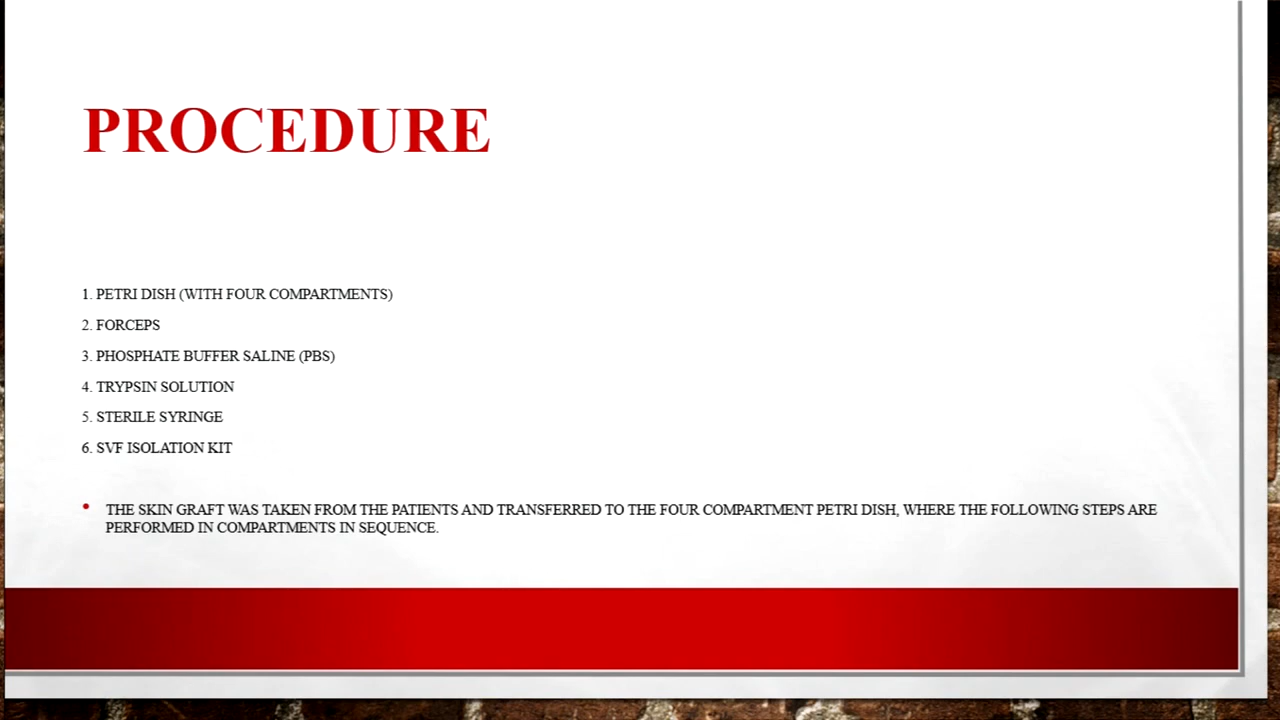 PROCEDURE
1. PETRI DISH (WITH FOUR COMPARTMENTS)
2. FORCEPS
3. PHOSPHATE BUFFER SALINE (PBS)
4. TRYPSIN SOLUTION
5. STERILE SYRINGE
6. SVF ISOLATION KIT
• THE SKIN GRAFT WAS TAKEN FROM THE PATIENTS AND TRANSFERRED TO THE FOUR COMPARTMENT PETRI DISH, WHERE THE FOLLOWING STEPS ARE
PERFORMED IN COMPARTMENTS IN SEQUENCE.